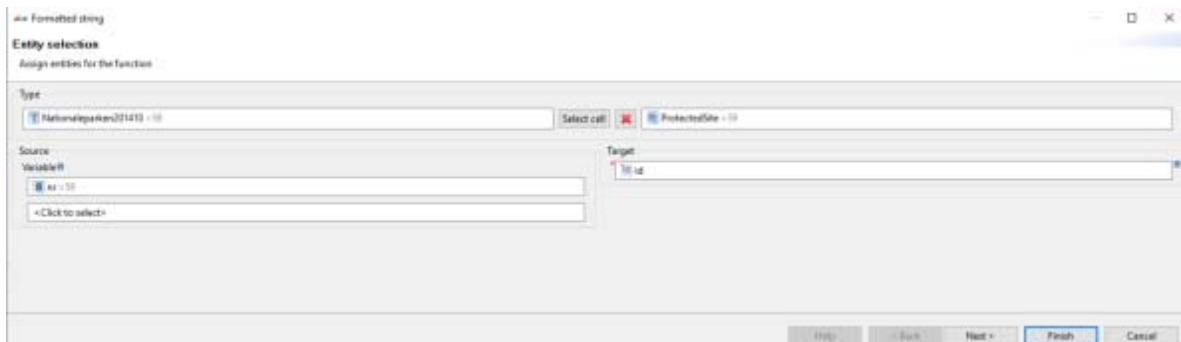 Formatted string
Entity selection
Assign entities for the function
Type
Nationaleparken201410
Select cell
ProtectedSite
Source
Target
Variable
id
nr
<Click to select>
Help
< Back
Next >
Finish
Cancel